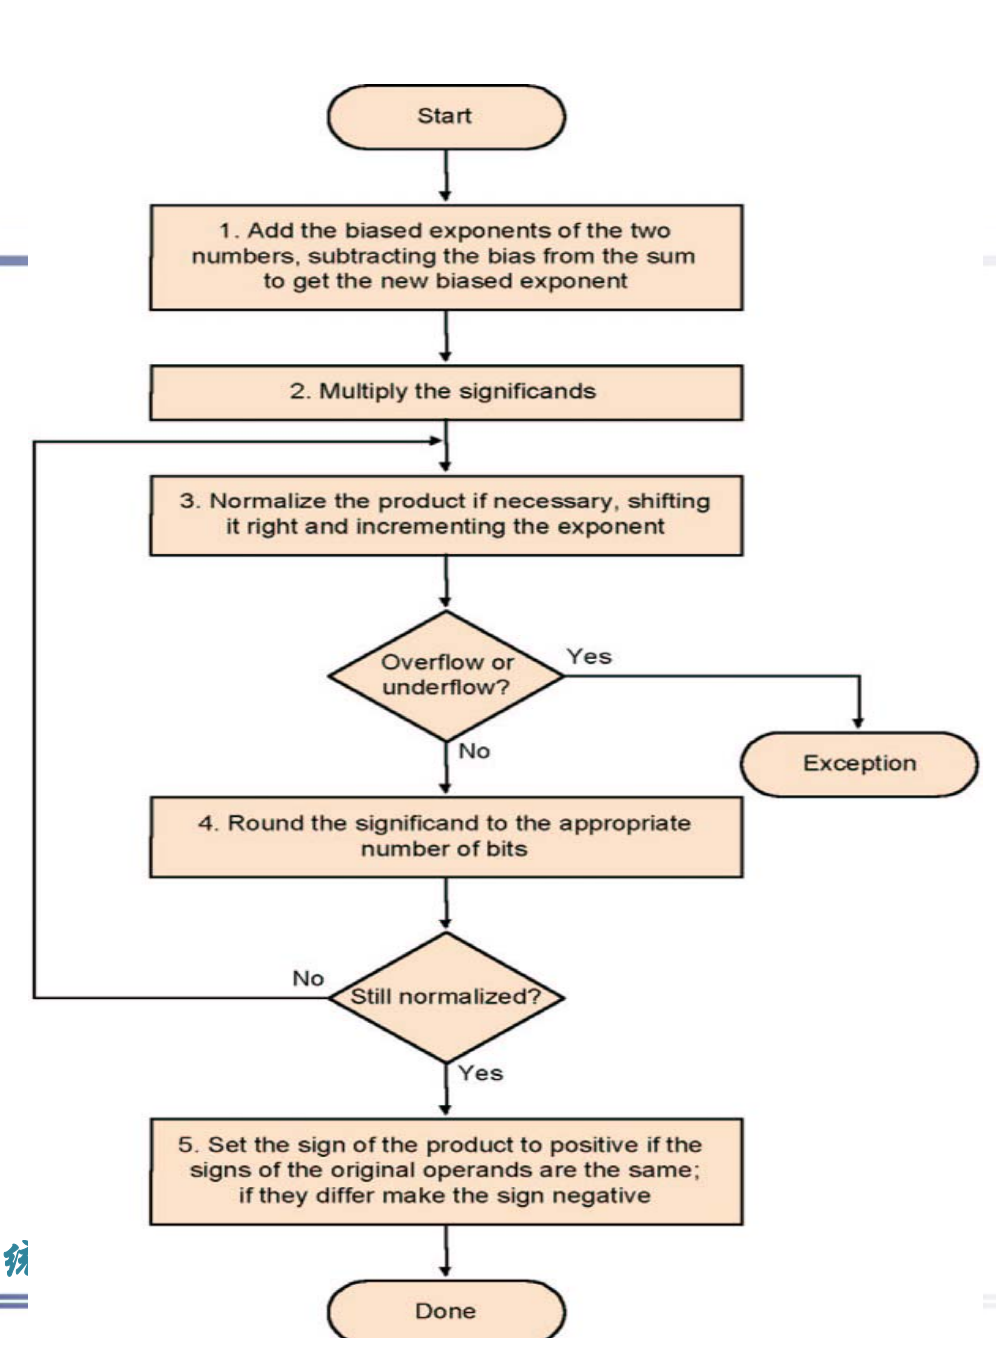 Start
1. Add the biased exponents of the two
numbers, subtracting the bias from the sum
to get the new biased exponent
2. Multiply the significands
3. Normalize the product if necessary, shifting
it right and incrementing the exponent
Overflow or
underflow?
Yes
No
Exception
4. Round the significand to the appropriate
number of bits
No
Still normalized?
Yes
5. Set the sign of the product to positive if the
signs of the original operands are the same;
if they differ make the sign negative
Done